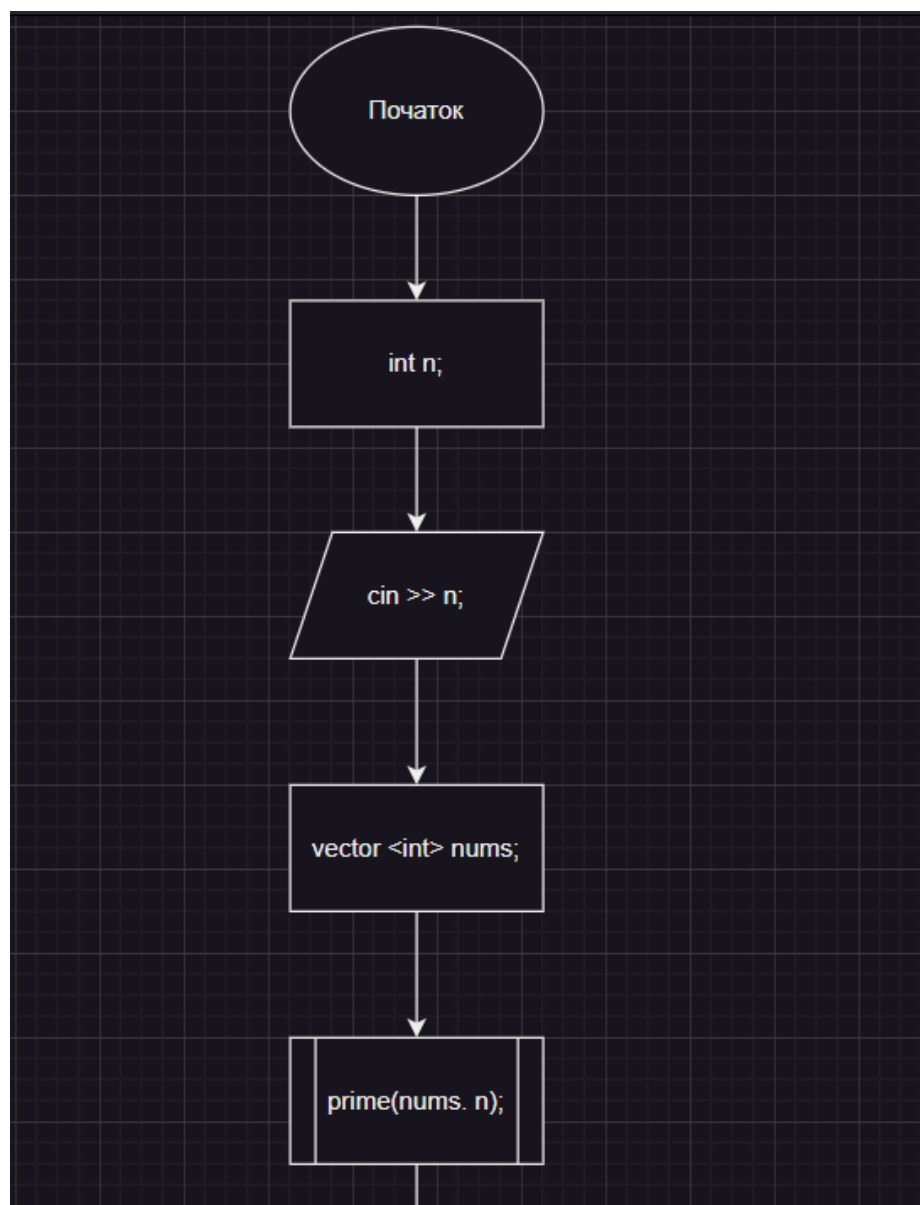 Початок
int n;
cin >> n;
vector <int> nums;
prime(nums. n);